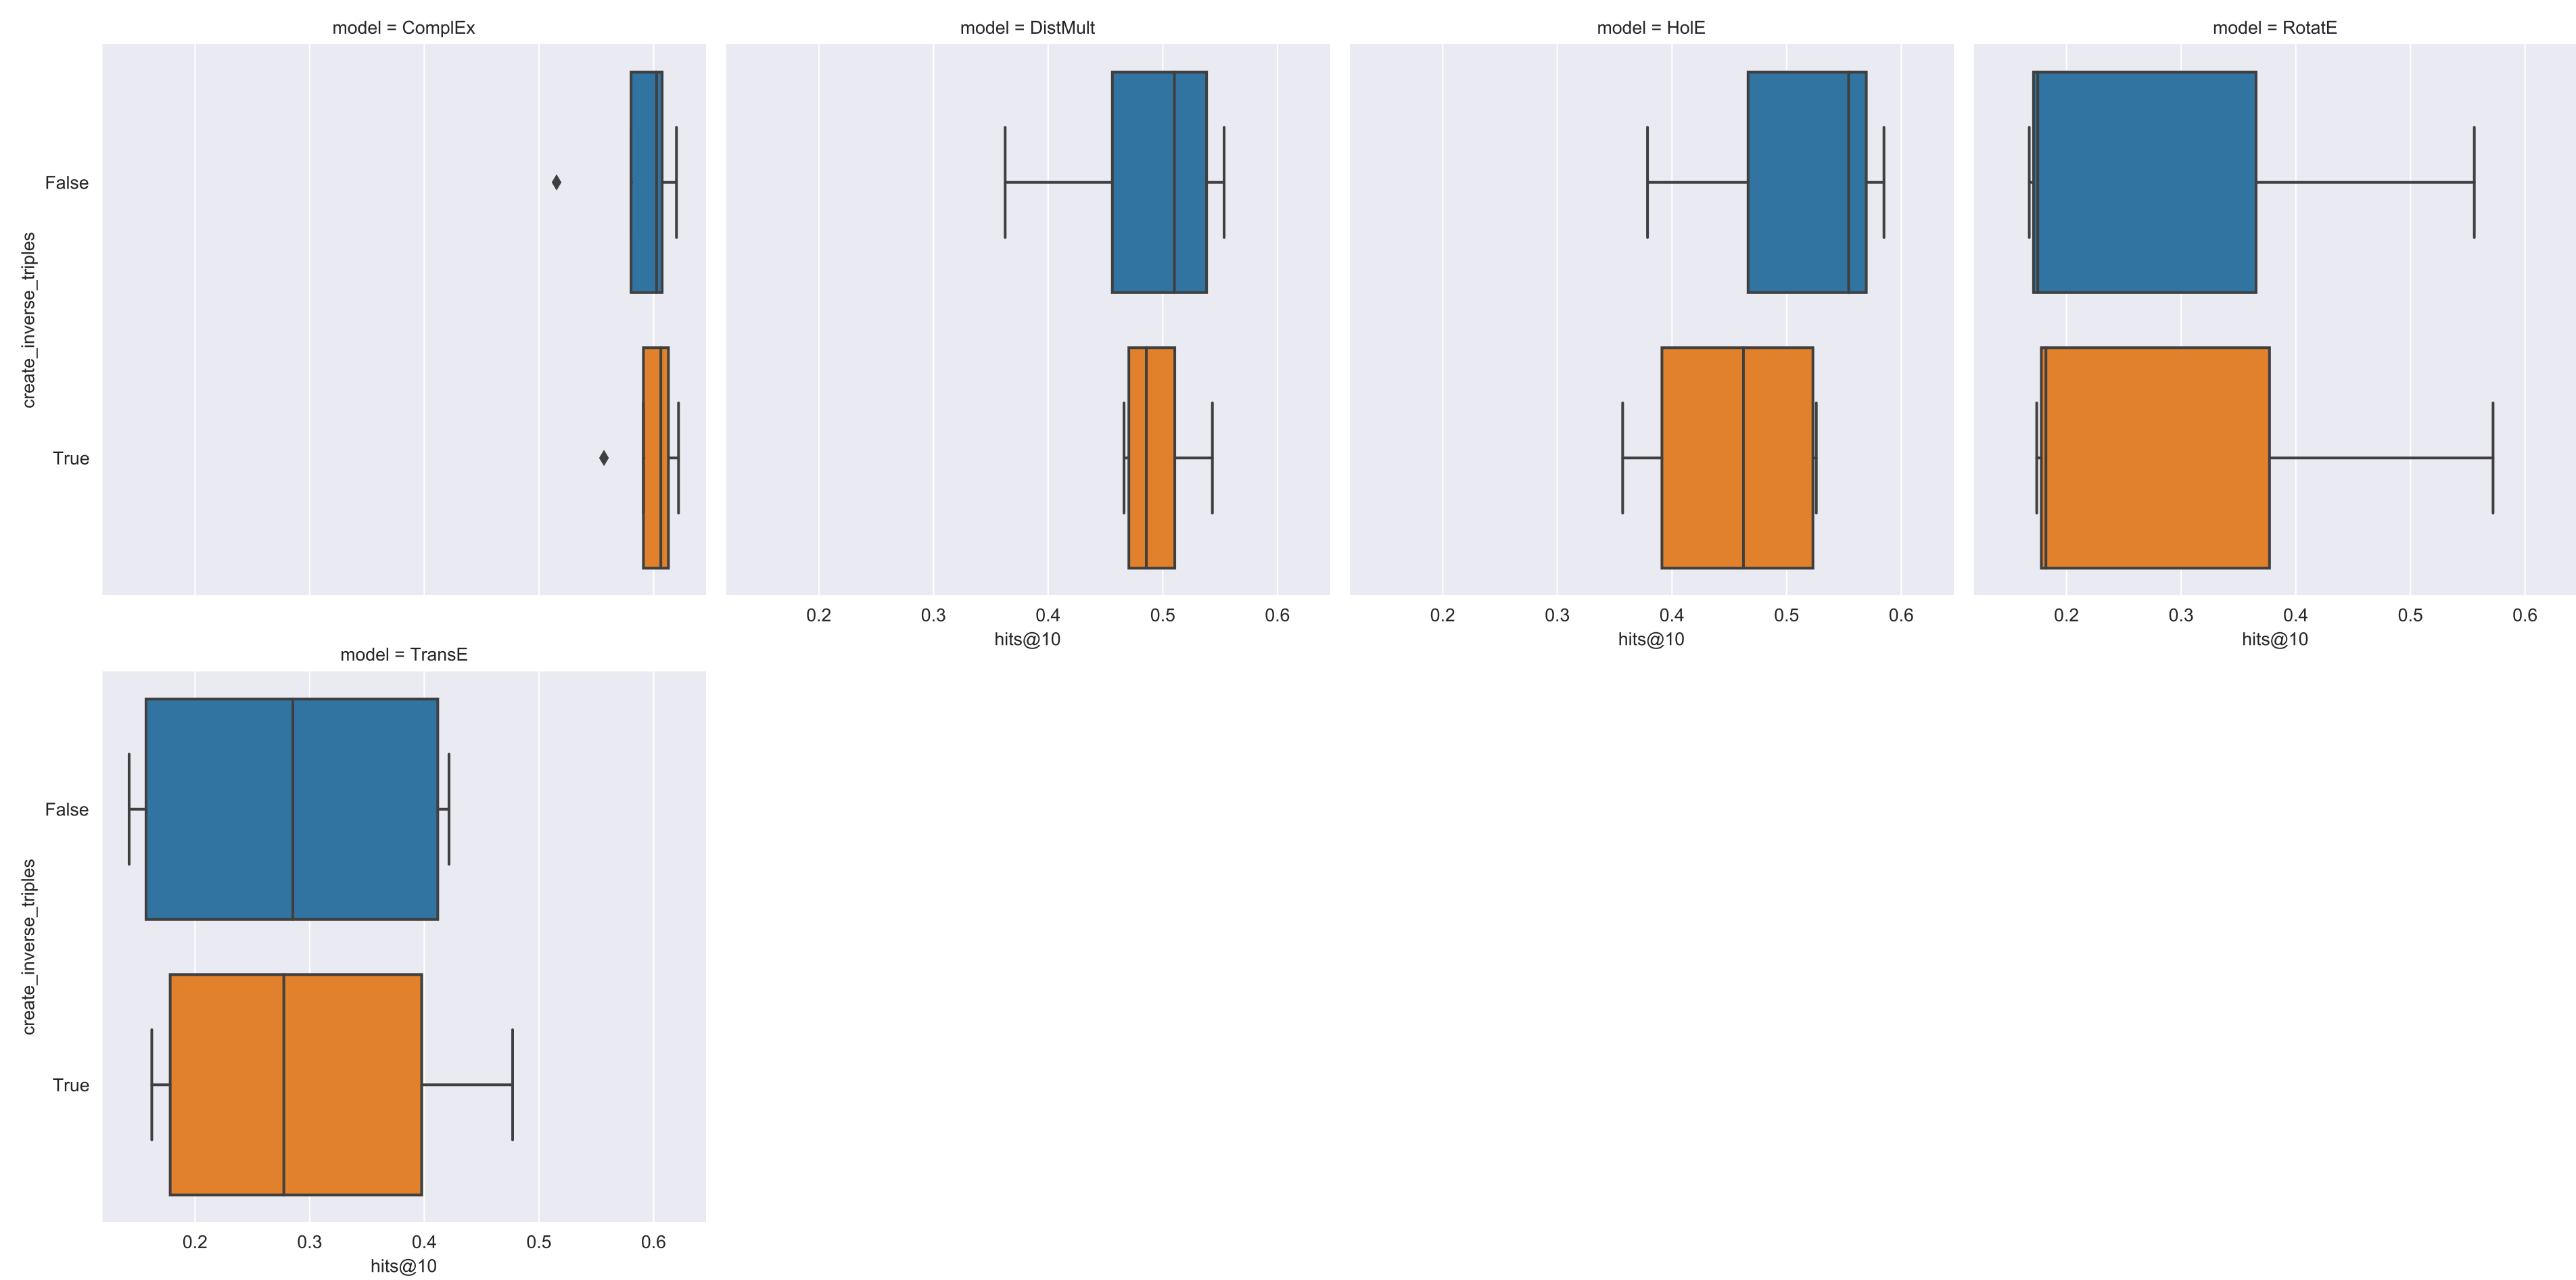 model = ComplEx
model = DistMult
model = HolE
model = RotatE
create_inverse_triples
False
True
0.2 0.3 0.4 0.5 0.6
hits@10
0.2 0.3 0.4 0.5 0.6
hits@10
0.2 0.3 0.4 0.5 0.6
hits@10
model = TransE
create_inverse_triples
False
True
0.2 0.3 0.4 0.5 0.6
hits@10